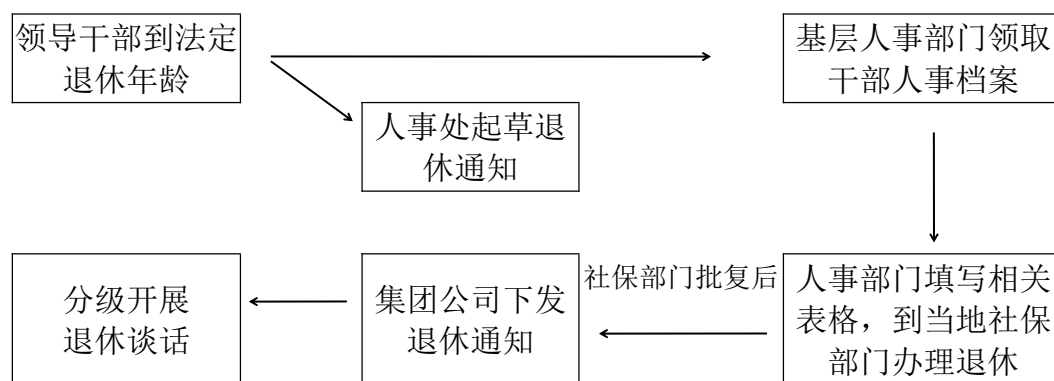 领导干部到法定
退休年龄
基层人事部门领取
干部人事档案
人事处起草退
休通知
分级开展
退休谈话
集团公司下发
退休通知
社保部门批复后
人事部门填写相关
表格，到当地社保
部门办理退休